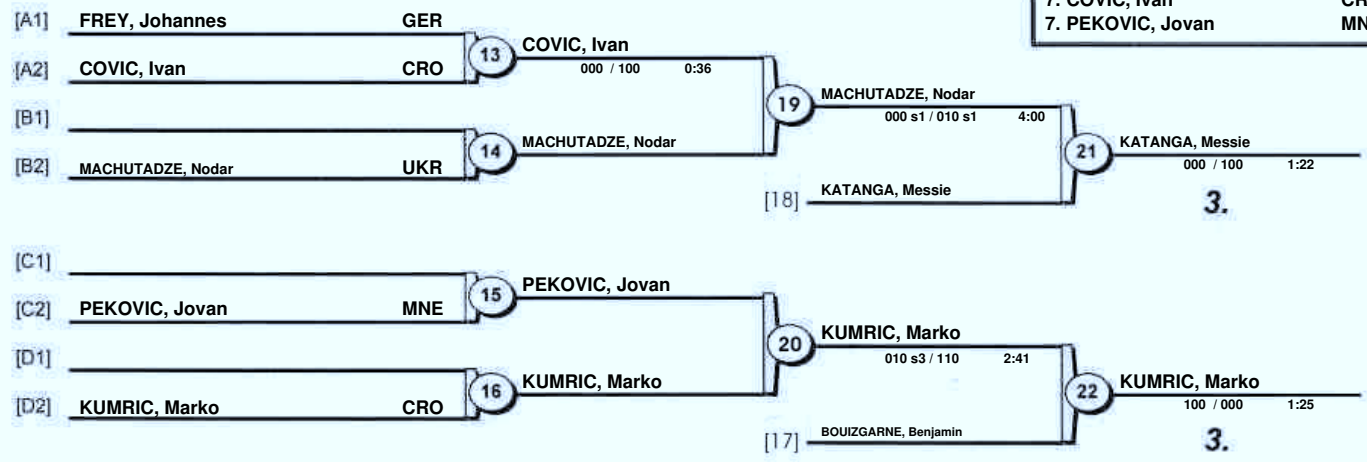 7. COVIC, Ivan CR
7. PEKOVIC, Jovan MN
[A1] FREY, Johannes GER
13 COVIC, Ivan
000 / 100 0:36
[A2] COVIC, Ivan CRO
19 MACHUTADZE, Nodar
000 s1 / 010 s1 4:00
[B1]
14 MACHUTADZE, Nodar
21 KATANGA, Messie
000 / 100 1:22
[B2] MACHUTADZE, Nodar UKR
[18] KATANGA, Messie
3.
[C1]
15 PEKOVIC, Jovan
[C2] PEKOVIC, Jovan MNE
20 KUMRIC, Marko
010 s3 / 110 2:41
[D1]
16 KUMRIC, Marko
22 KUMRIC, Marko
100 / 000 1:25
[D2] KUMRIC, Marko CRO
[17] BOUIZGARNE, Benjamin
3.